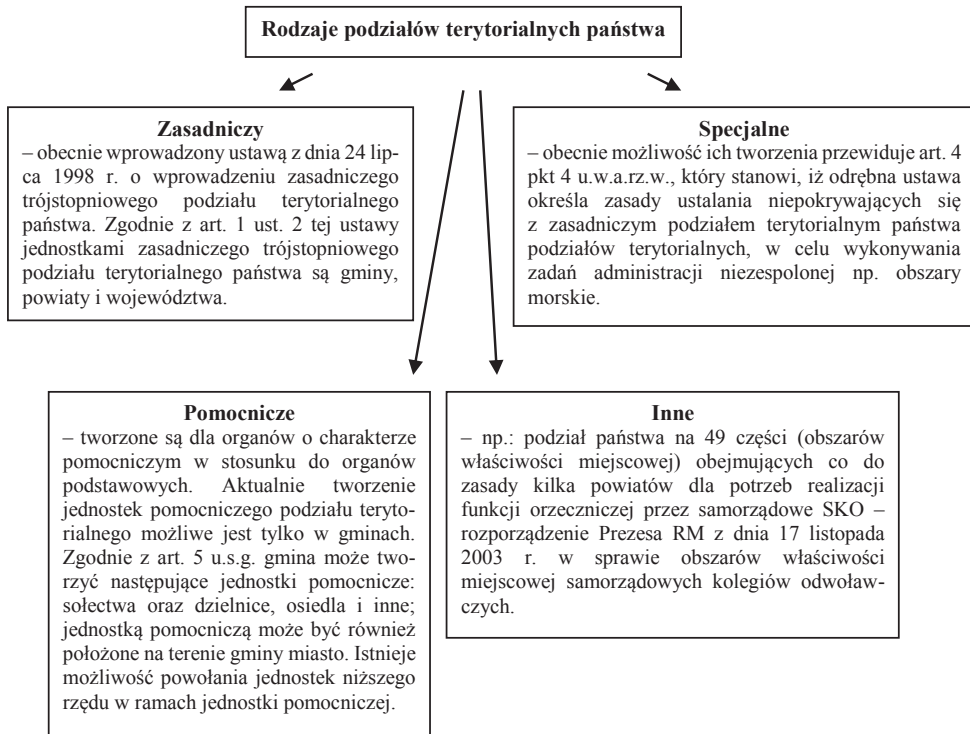 Rodzaje podziałów terytorialnych państwa
Zasadniczy
– obecnie wprowadzony ustawą z dnia 24 lip-
ca 1998 r. o wprowadzeniu zasadniczego
trójstopniowego podziału terytorialnego
państwa. Zgodnie z art. 1 ust. 2 tej ustawy
jednostkami zasadniczego trójstopniowego
podziału terytorialnego państwa są gminy,
powiaty i województwa.
Specjalne
– obecnie możliwość ich tworzenia przewiduje art. 4
pkt 4 u.w.a.rz.w., który stanowi, iż odrębna ustawa
określa zasady ustalania niepokrywających się
z zasadniczym podziałem terytorialnym państwa
podziałów terytorialnych, w celu wykonywania
zadań administracji niezespolonej np. obszary
morskie.
Pomocnicze
– tworzone są dla organów o charakterze
pomocniczym w stosunku do organów
podstawowych. Aktualnie tworzenie
jednostek pomocniczego podziału teryto-
rialnego możliwe jest tylko w gminach.
Zgodnie z art. 5 u.s.g. gmina może two-
rzyć następujące jednostki pomocnicze:
sołectwa oraz dzielnice, osiedla i inne;
jednostką pomocniczą może być również
położone na terenie gminy miasto. Istnieje
możliwość powołania jednostek niższego
rzędu w ramach jednostki pomocniczej.
Inne
– np.: podział państwa na 49 części (obszarów
właściwości miejscowej) obejmujących co do
zasady kilka powiatów dla potrzeb realizacji
funkcji orzeczniczej przez samorządowe SKO –
rozporządzenie Prezesa RM z dnia 17 listopada
2003 r. w sprawie obszarów właściwości
miejscowej samorządowych kolegiów odwoław-
czych.